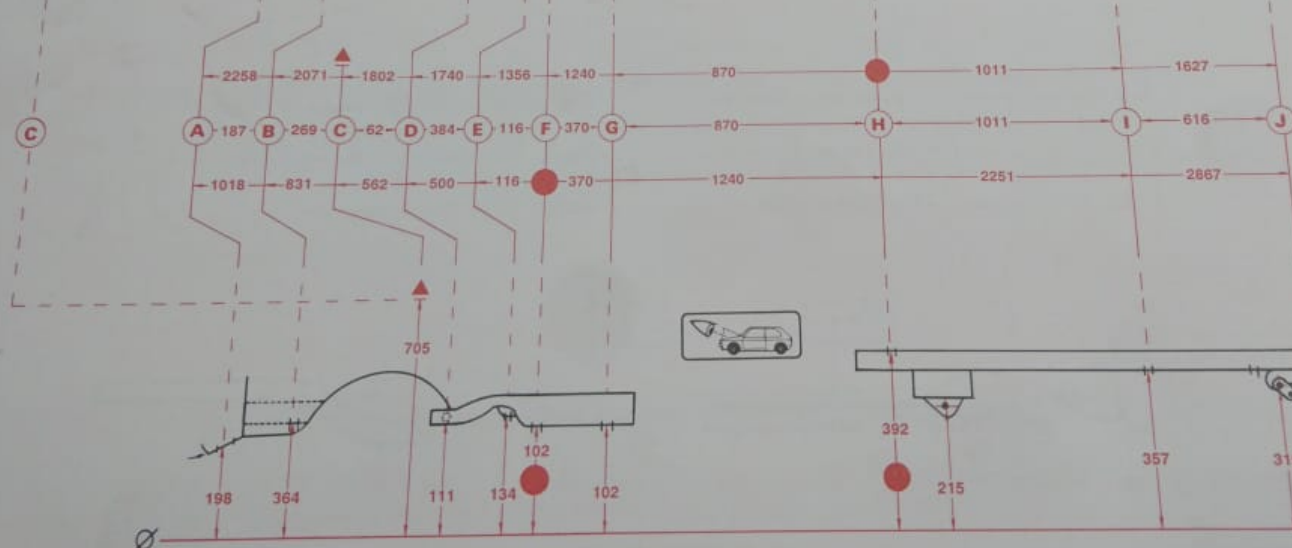 2258 2071 1802 1740 1356 1240 870 1011 1627
C A 187 B 269 C 62 D 384 E 116 F 370 G 870 H 1011 I 616 J
1018 831 562 500 116 370 1240 2251 2867
705
102 392
198 364 111 134 102 215 357 31
Ø